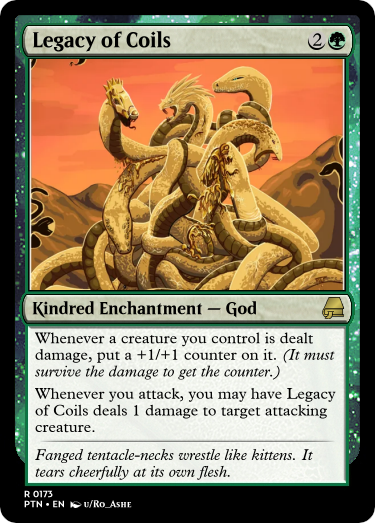 Legacy of Coils 2
Kindred Enchantment — God
Whenever a creature you control is dealt
damage, put a +1/+1 counter on it. (It must
survive the damage to get the counter.)
Whenever you attack, you may have Legacy
of Coils deals 1 damage to target attacking
creature.
Fanged tentacle-necks wrestle like kittens. It
tears cheerfully at its own flesh.
R 0173
PTN • EN u/Ro_Ashe